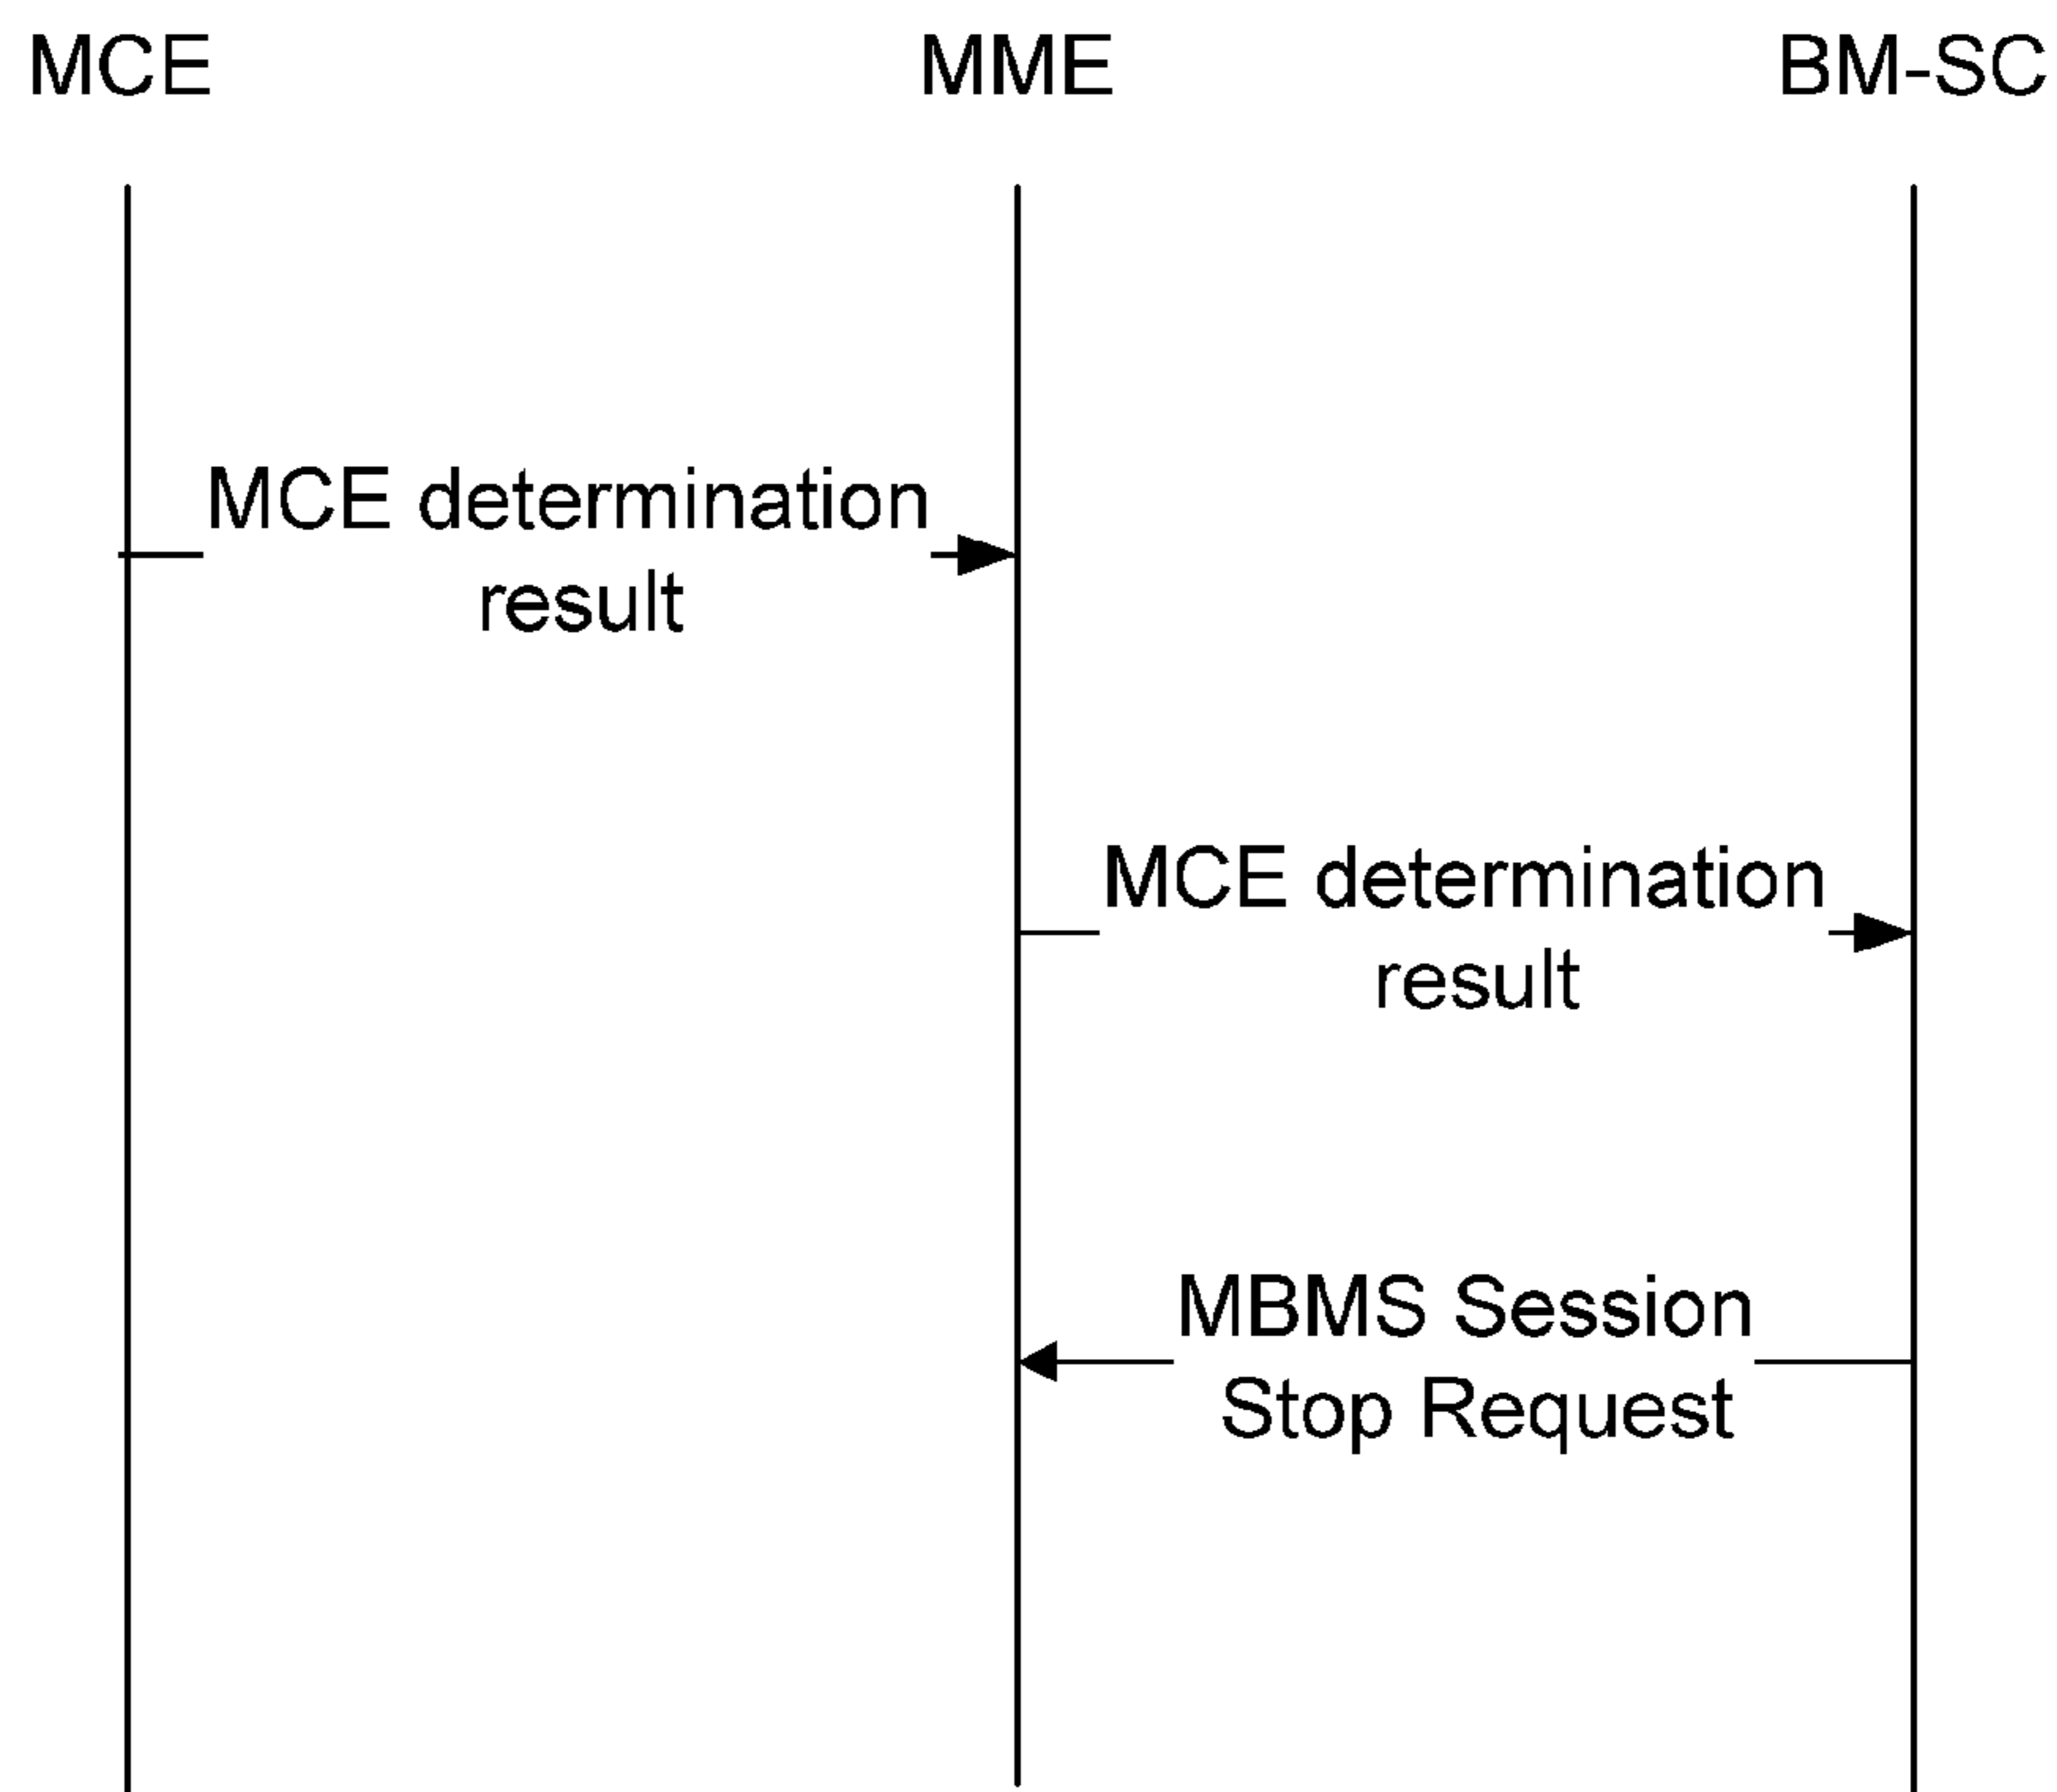 MCE
MME
BM-SC
MCE determination
result
MCE determination
result
MBMS Session
Stop Request